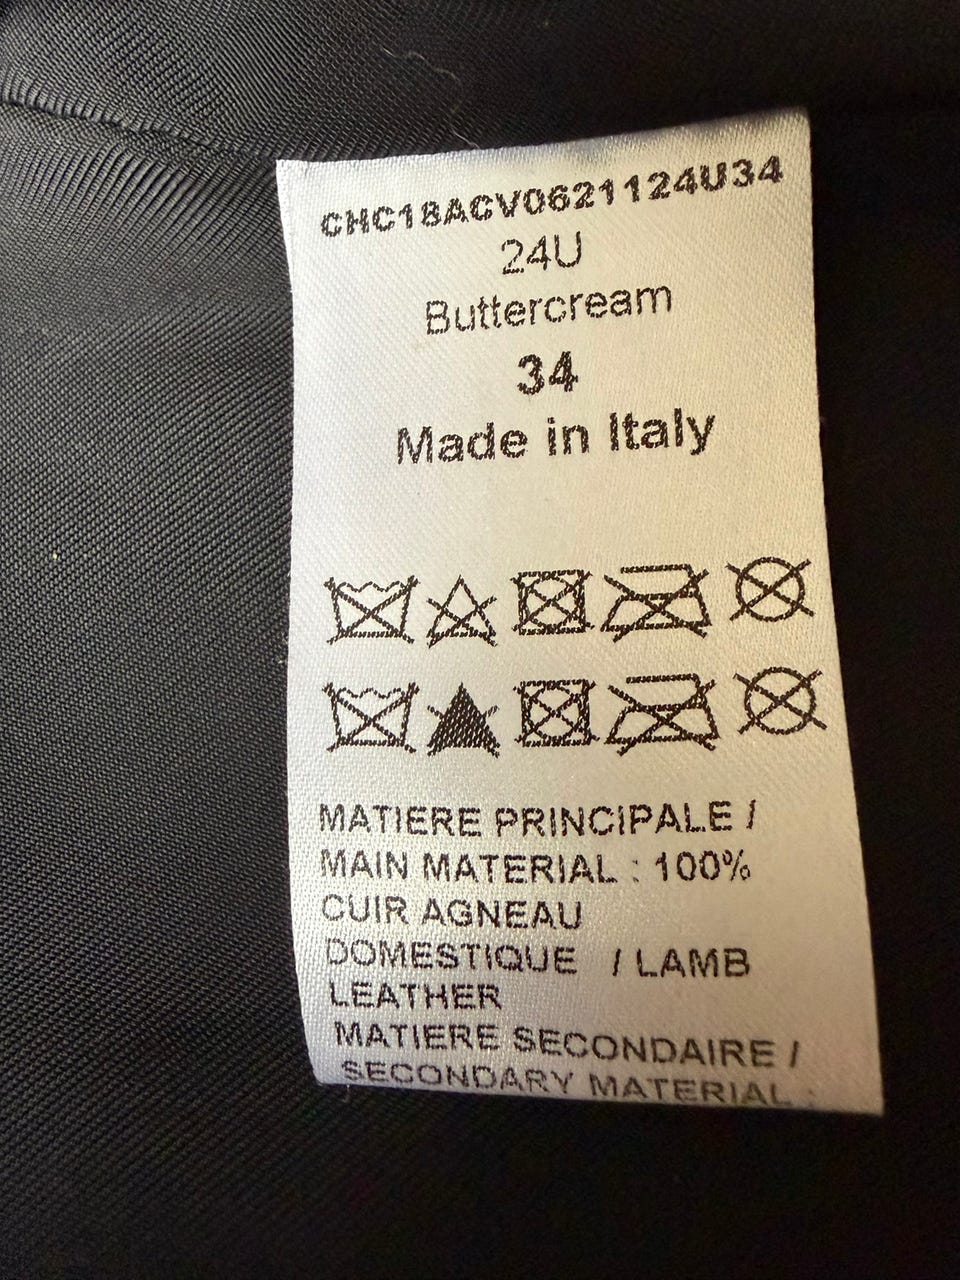 CHC18ACV0621124U34
24U
Buttercream
34
Made in Italy
MATIERE PRINCIPALE /
MAIN MATERIAL : 100%
CUIR AGNEAU
DOMESTIQUE / LAMB
LEATHER
MATIERE SECONDAIRE /
SECONDARY MATERIAL :